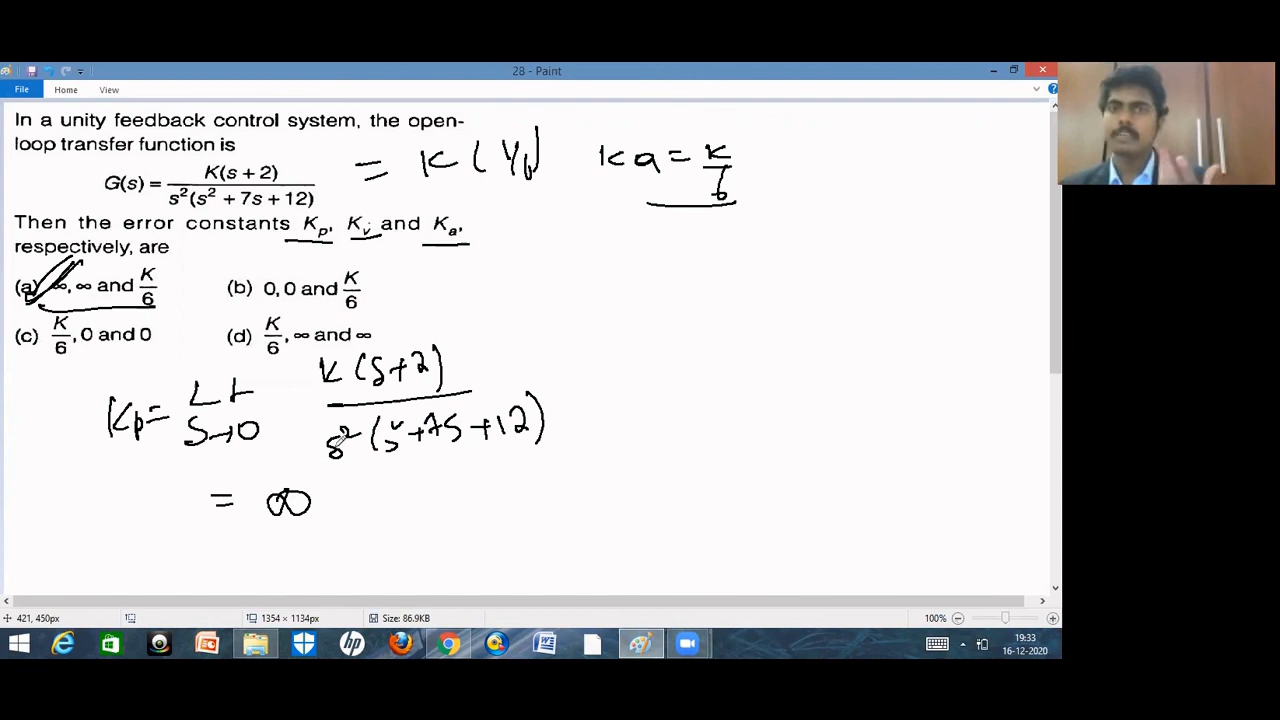 28 - Paint
File Home View
In a unity feedback control system, the open-
loop transfer function is
G(s) = K(s + 2) / s²(s² + 7s + 12)
= K (1/6) Ka = K/6
Then the error constants Kp, Kv and Ka,
respectively, are
(a) ∞, ∞ and K/6 (b) 0, 0 and K/6
(c) K/6, 0 and 0 (d) K/6, ∞ and ∞
Kp = Lt S→0 K(S+2) / s²(s²+7S+12)
= ∞
421, 450px 1354 × 1134px Size: 86.9KB 100%
19:33
16-12-2020